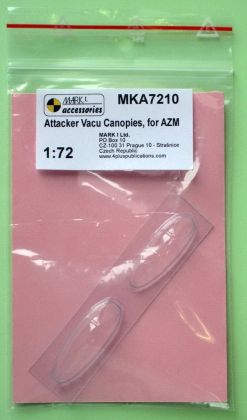 MARK I.
accessories
MKA7210
Attacker Vacu Canopies, for AZM
1:72
MARK I Ltd.
PO Box 10
CZ-100 31 Prague 10 - Strašnice
Czech Republic
www.4pluspublications.com